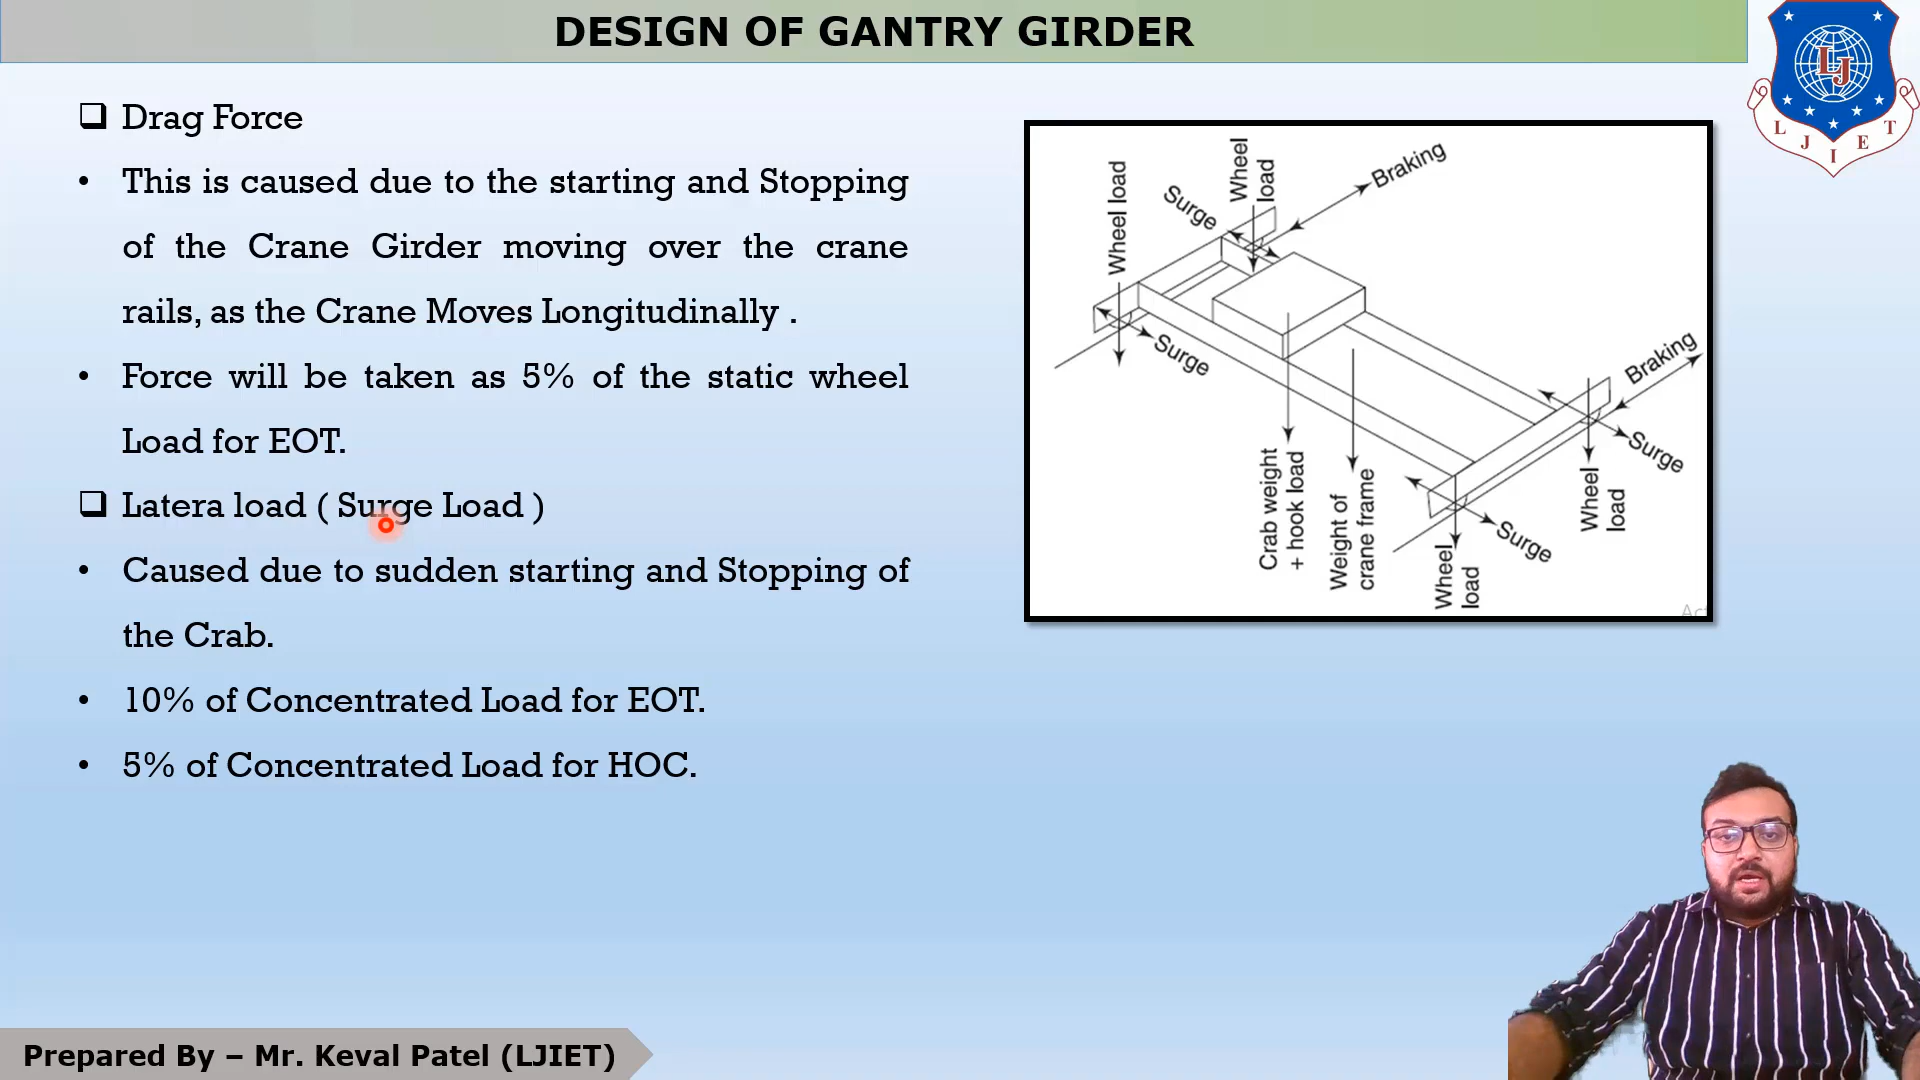 DESIGN OF GANTRY GIRDER
❑ Drag Force
• This is caused due to the starting and Stopping
of the Crane Girder moving over the crane
rails, as the Crane Moves Longitudinally .
• Force will be taken as 5% of the static wheel
Load for EOT.
❑ Latera load ( Surge Load )
• Caused due to sudden starting and Stopping of
the Crab.
• 10% of Concentrated Load for EOT.
• 5% of Concentrated Load for HOC.
Wheel load
Surge
Wheel
load
Braking
Surge
Crab weight
+ hook load
Weight of
crane frame
Braking
Surge
Wheel
load
Surge
Wheel
load
LJ
L J I E T
Prepared By – Mr. Keval Patel (LJIET)